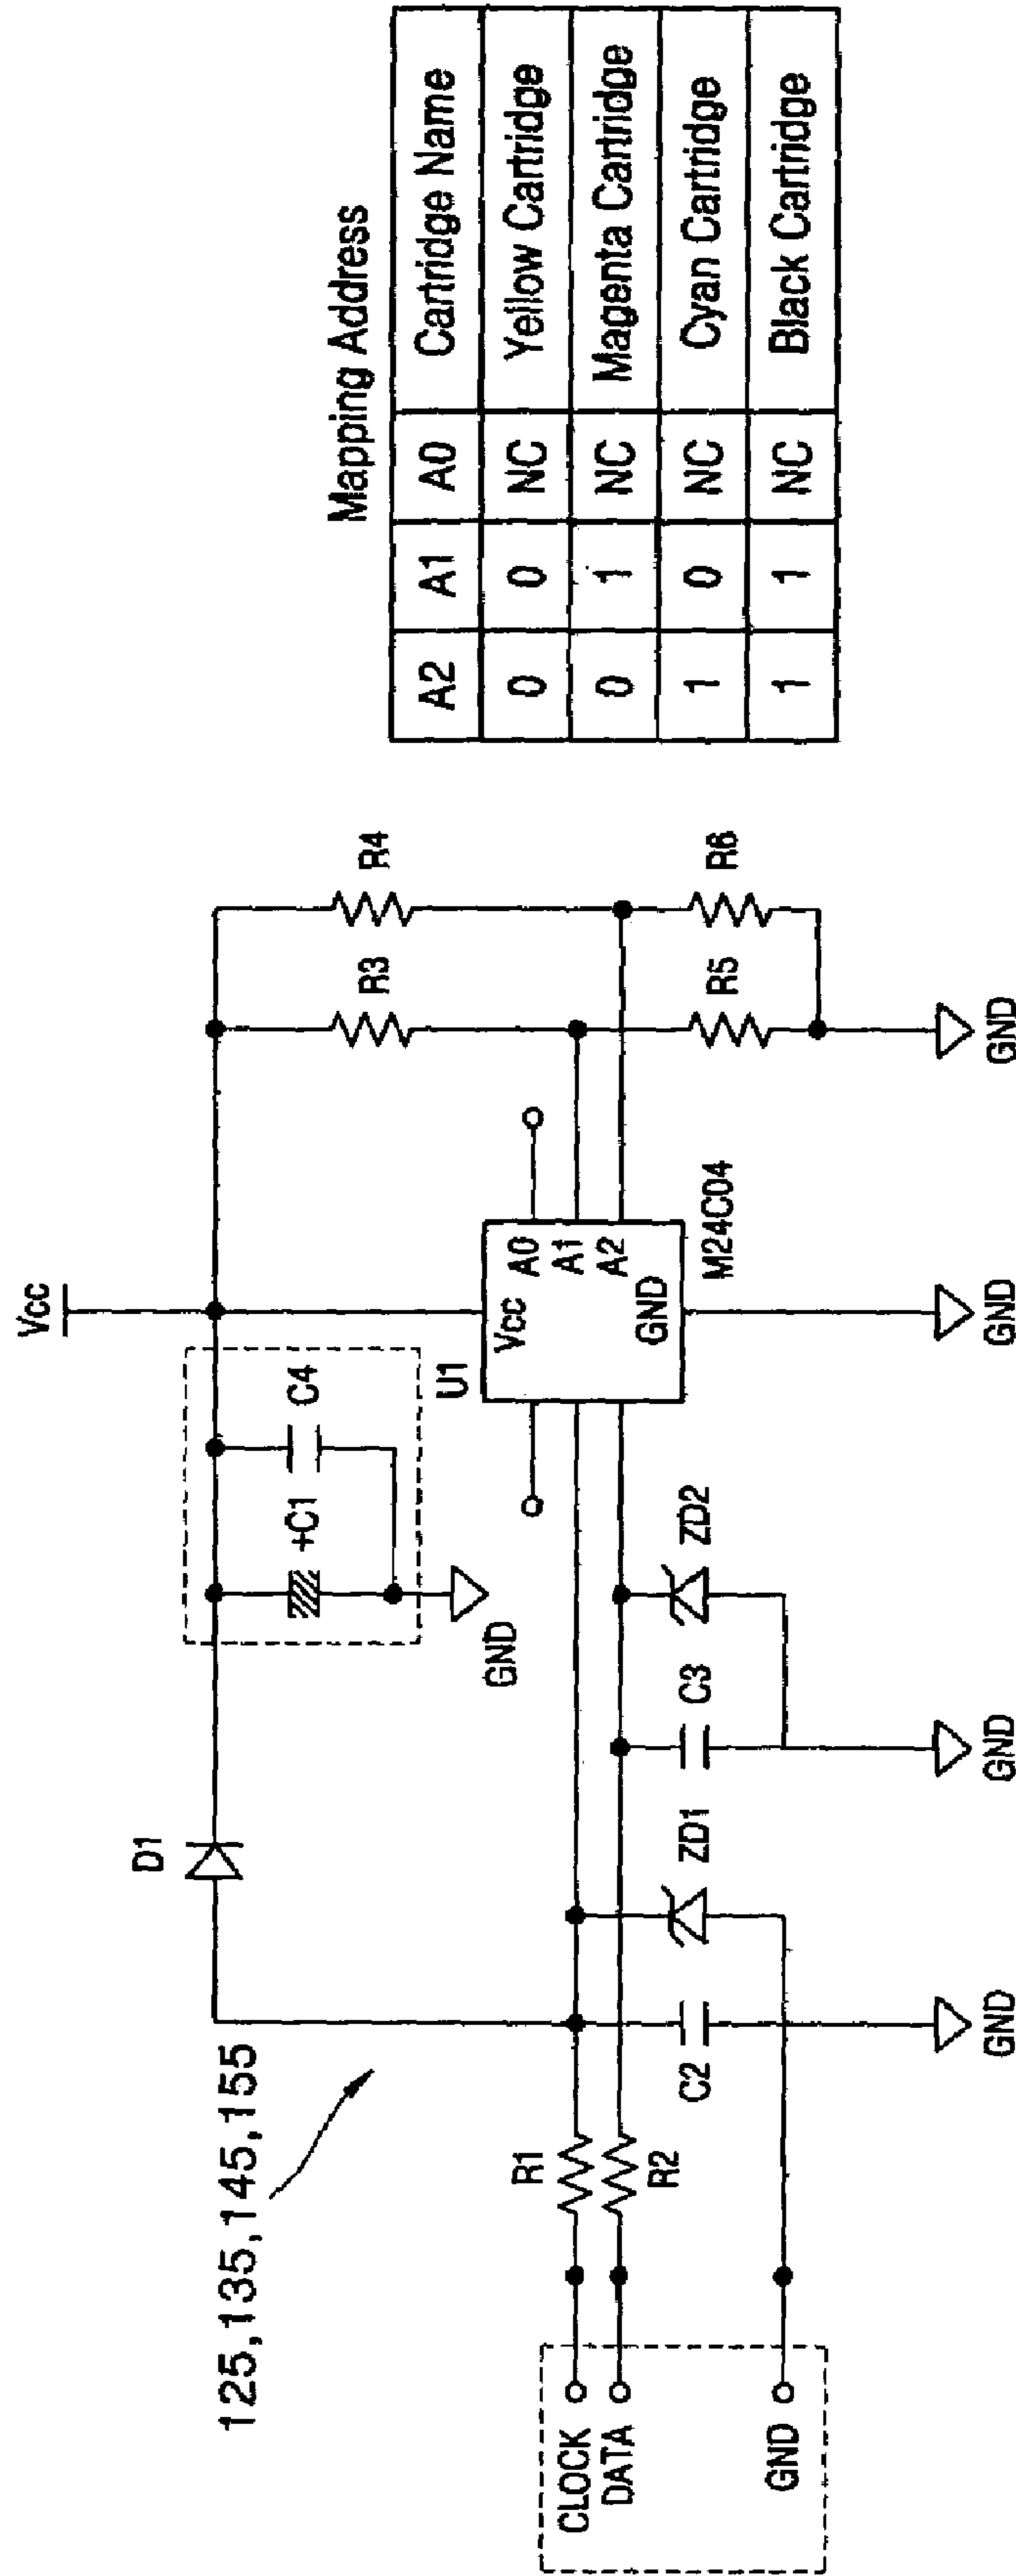 125,135,145,155
CLOCK
DATA
GND
R1
R2
C2
GND
ZD1
D1
C3
ZD2
GND
+C1
C4
GND
Vcc
U1
Vcc
A0
A1
A2
GND
M24C04
GND
R3
R4
R5
R6
GND
Mapping Address
A2 A1 A0 Cartridge Name
0 0 NC Yellow Cartridge
0 1 NC Magenta Cartridge
1 0 NC Cyan Cartridge
1 1 NC Black Cartridge